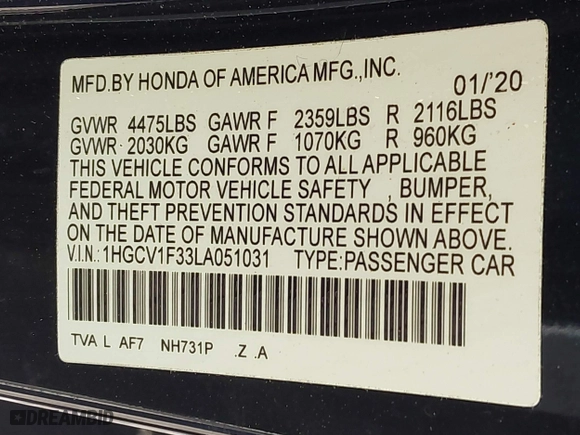 MFD.BY HONDA OF AMERICA MFG.,INC. 01/'20
GVWR 4475LBS GAWR F 2359LBS R 2116LBS
GVWR 2030KG GAWR F 1070KG R 960KG
THIS VEHICLE CONFORMS TO ALL APPLICABLE
FEDERAL MOTOR VEHICLE SAFETY , BUMPER,
AND THEFT PREVENTION STANDARDS IN EFFECT
ON THE DATE OF MANUFACTURE SHOWN ABOVE.
V.I.N.:1HGCV1F33LA051031 TYPE:PASSENGER CAR
TVA L AF7 NH731P .Z .A
DREAMBID